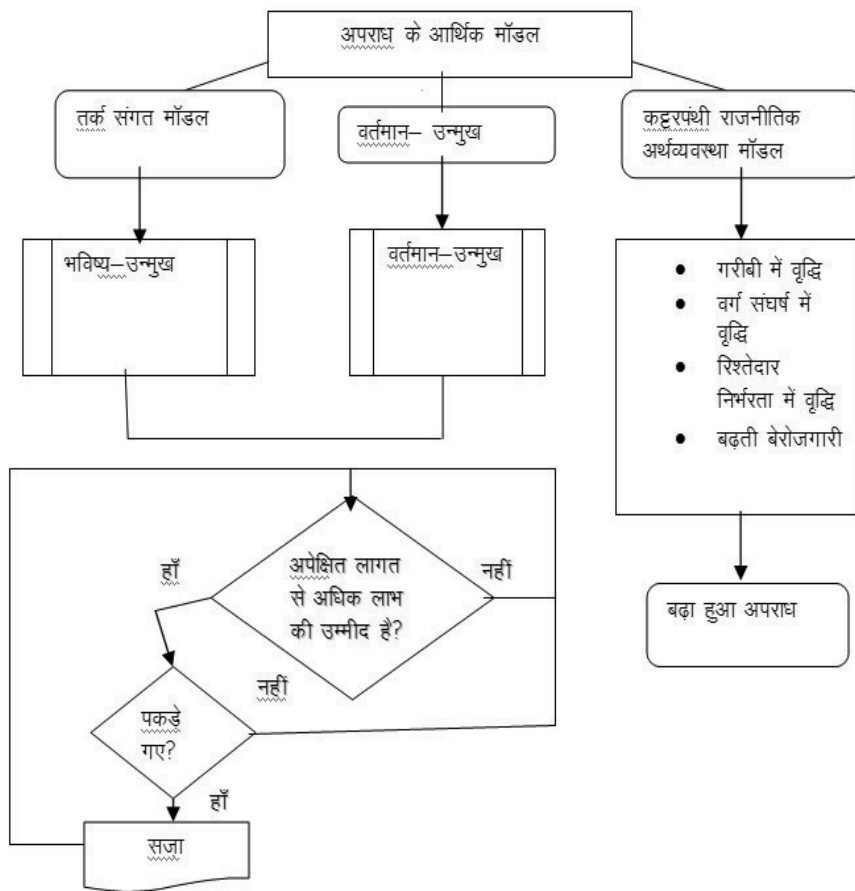 अपराध के आर्थिक मॉडल
तर्क संगत मॉडल
वर्तमान– उन्मुख
कट्टरपंथी राजनीतिक
अर्थव्यवस्था मॉडल
भविष्य–उन्मुख
वर्तमान–उन्मुख
● गरीबी में वृद्धि
● वर्ग संघर्ष में
वृद्धि
● रिश्तेदार
निर्भरता में वृद्धि
● बढ़ती बेरोजगारी
अपेक्षित लागत
से अधिक लाभ
की उम्मीद है?
हाँ
नहीं
बढ़ा हुआ अपराध
पकड़े
गए?
नहीं
हाँ
सजा